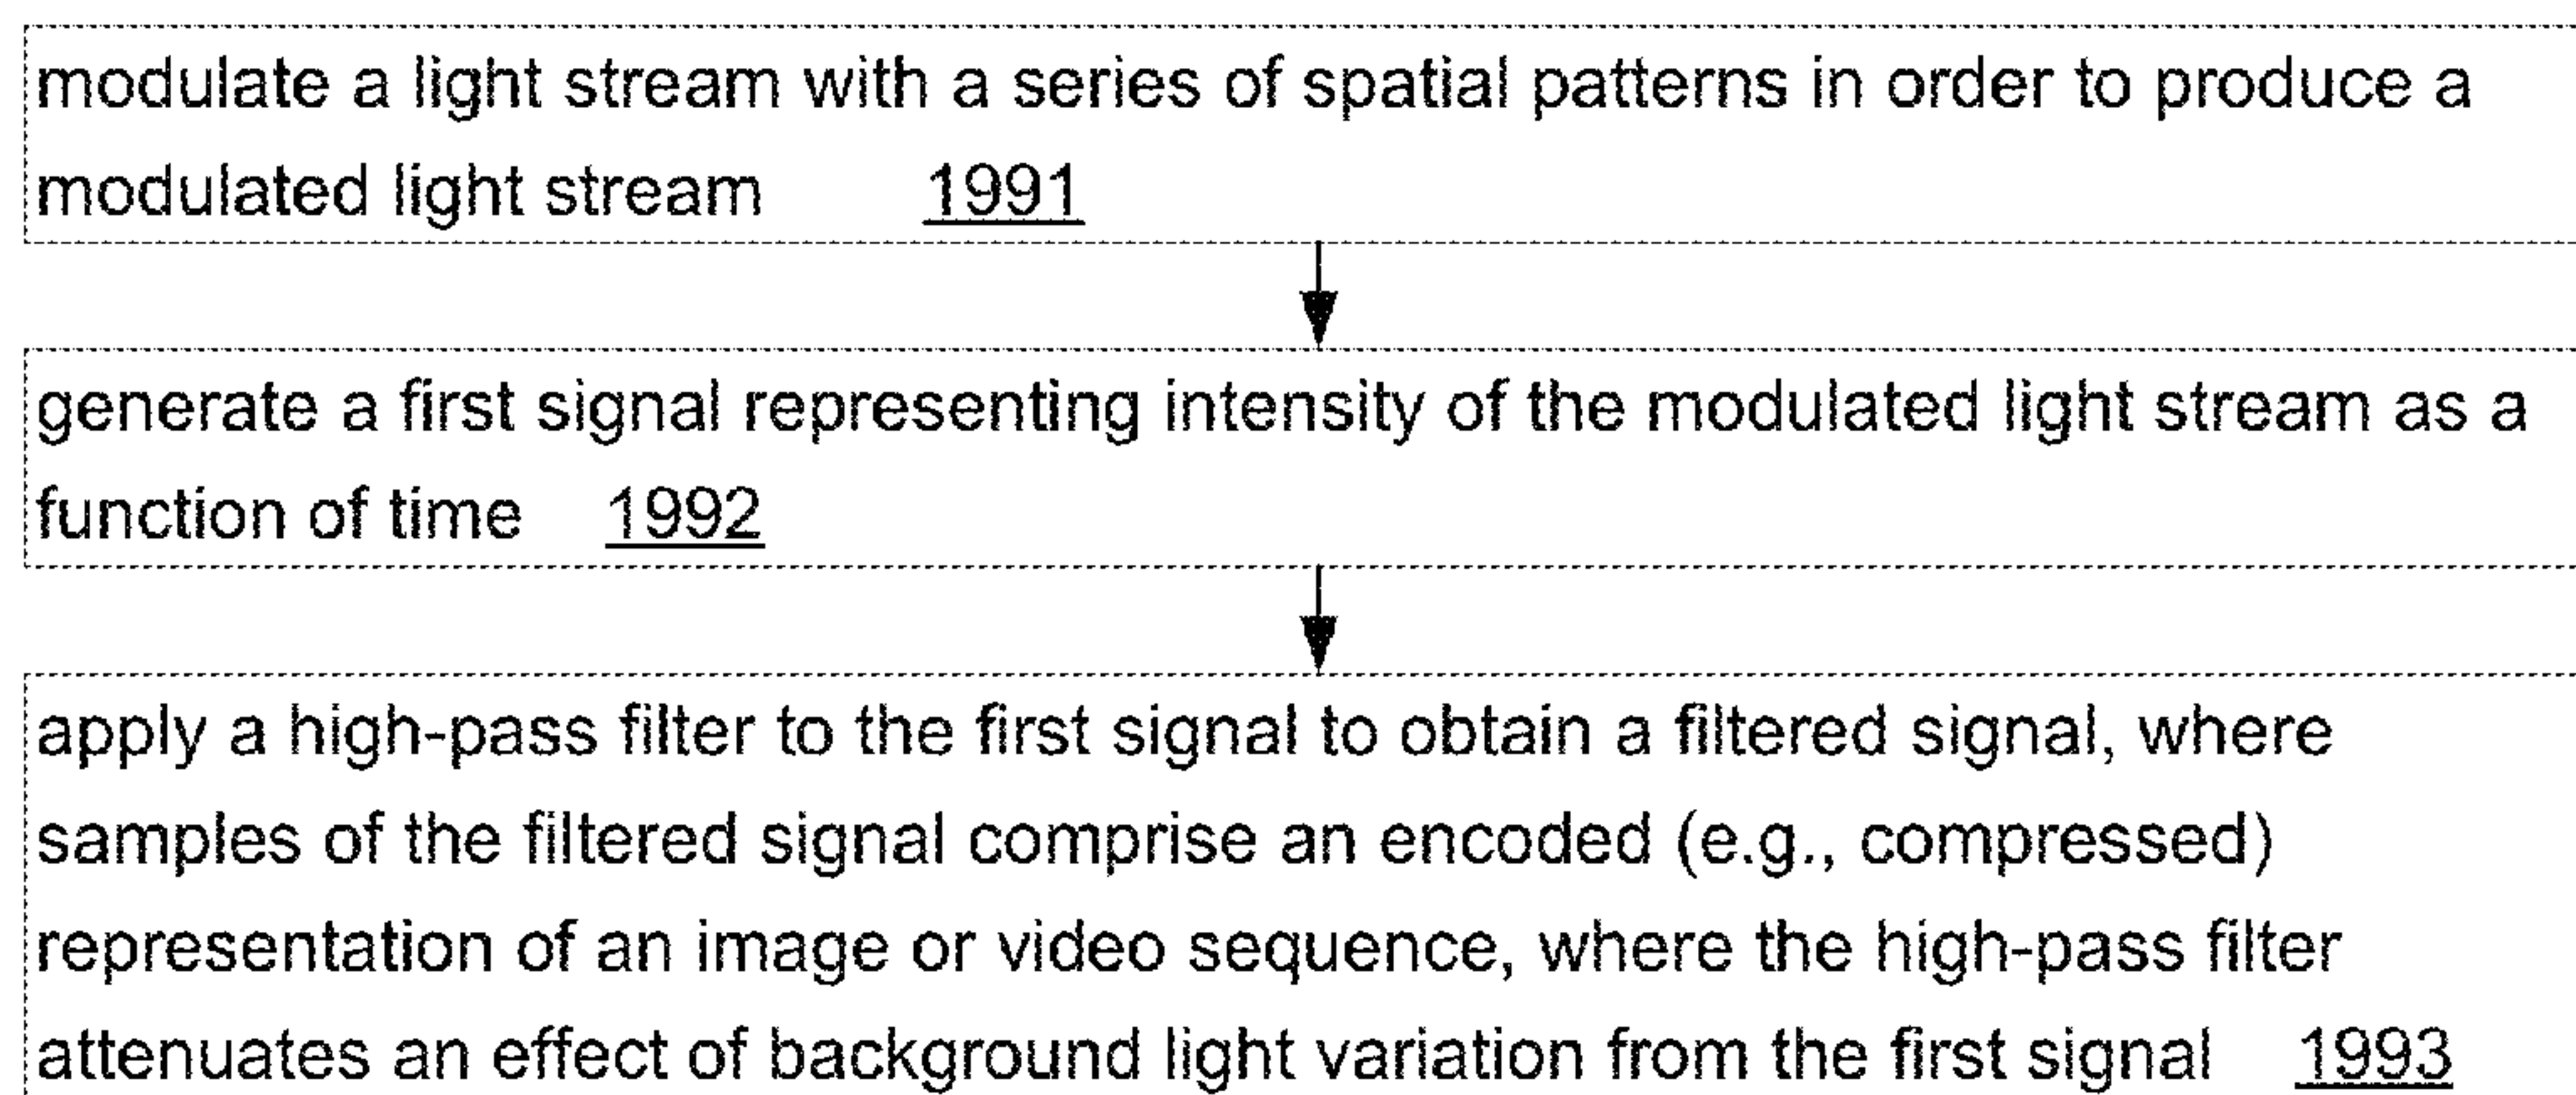 modulate a light stream with a series of spatial patterns in order to produce a
modulated light stream 1991
generate a first signal representing intensity of the modulated light stream as a
function of time 1992
apply a high-pass filter to the first signal to obtain a filtered signal, where
samples of the filtered signal comprise an encoded (e.g., compressed)
representation of an image or video sequence, where the high-pass filter
attenuates an effect of background light variation from the first signal 1993